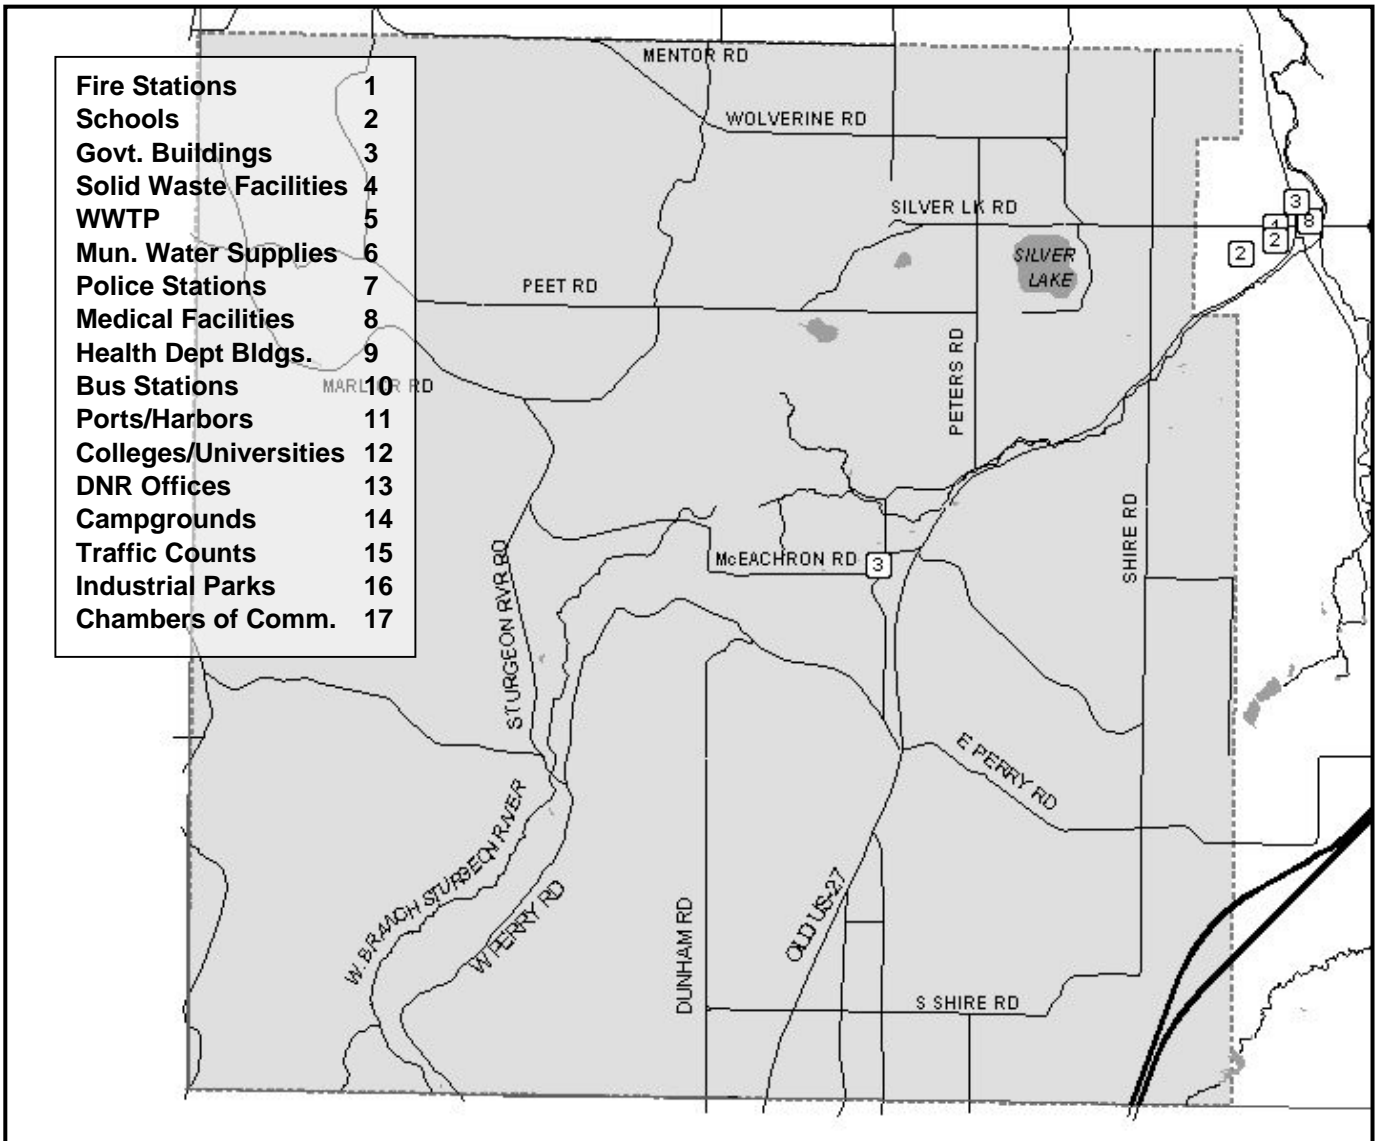 MENTOR RD
Fire Stations 1
Schools 2
Govt. Buildings 3
Solid Waste Facilities 4
WWTP 5
Mun. Water Supplies 6
Police Stations 7
Medical Facilities 8
Health Dept Bldgs. 9
Bus Stations 10
Ports/Harbors 11
Colleges/Universities 12
DNR Offices 13
Campgrounds 14
Traffic Counts 15
Industrial Parks 16
Chambers of Comm. 17
WOLVERINE RD
SILVER LK RD
3
8
2
2
SILVER
LAKE
PEET RD
PETERS RD
MARLIOR RD
SHIRE RD
McEACHRON RD
3
STURGEON RVR RD
E PERRY RD
W. BRANCH STURGEON RIVER
W PERRY RD
DUNHAM RD
OLD US-27
S SHIRE RD